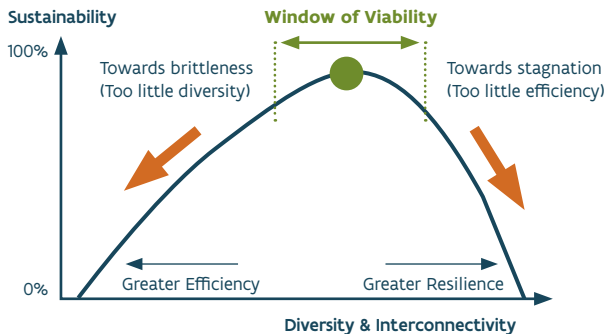 Sustainability
Window of Viability
100%
Towards brittleness
(Too little diversity)
Towards stagnation
(Too little efficiency)
0%
Greater Efficiency
Greater Resilience
Diversity & Interconnectivity